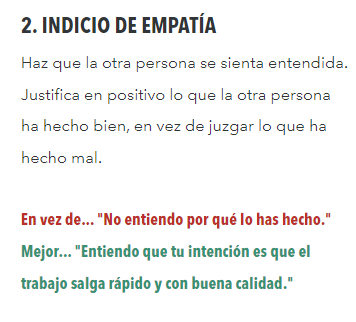 2. INDICIO DE EMPATÍA
Haz que la otra persona se sienta entendida.
Justifica en positivo lo que la otra persona
ha hecho bien, en vez de juzgar lo que ha
hecho mal.
En vez de... "No entiendo por qué lo has hecho."
Mejor... "Entiendo que tu intención es que el
trabajo salga rápido y con buena calidad."